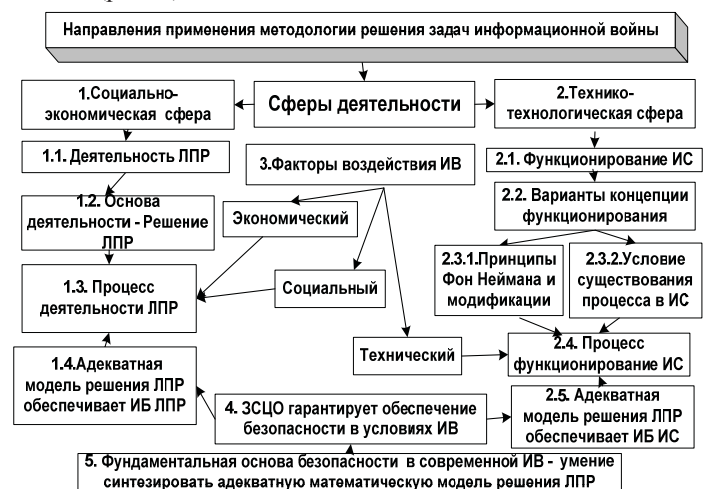 Направления применения методологии решения задач информационной войны
1.Социально-
экономическая сфера
Сферы деятельности
2.Технико-
технологическая сфера
1.1. Деятельность ЛПР
3.Факторы воздействия ИВ
2.1. Функционирование ИС
1.2. Основа
деятельности - Решение
ЛПР
Экономический
2.2. Варианты концепции
функционирования
1.3. Процесс
деятельности ЛПР
Социальный
2.3.1.Принципы
Фон Неймана и
модификации
2.3.2.Условие
существования
процесса в ИС
Технический
2.4. Процесс
функционирование ИС
1.4.Адекватная
модель решения ЛПР
обеспечивает ИБ ЛПР
4. ЗСЦО гарантирует обеспечение
безопасности в условиях ИВ
2.5. Адекватная
модель решения ЛПР
обеспечивает ИБ ИС
5. Фундаментальная основа безопасности в современной ИВ - умение
синтезировать адекватную математическую модель решения ЛПР